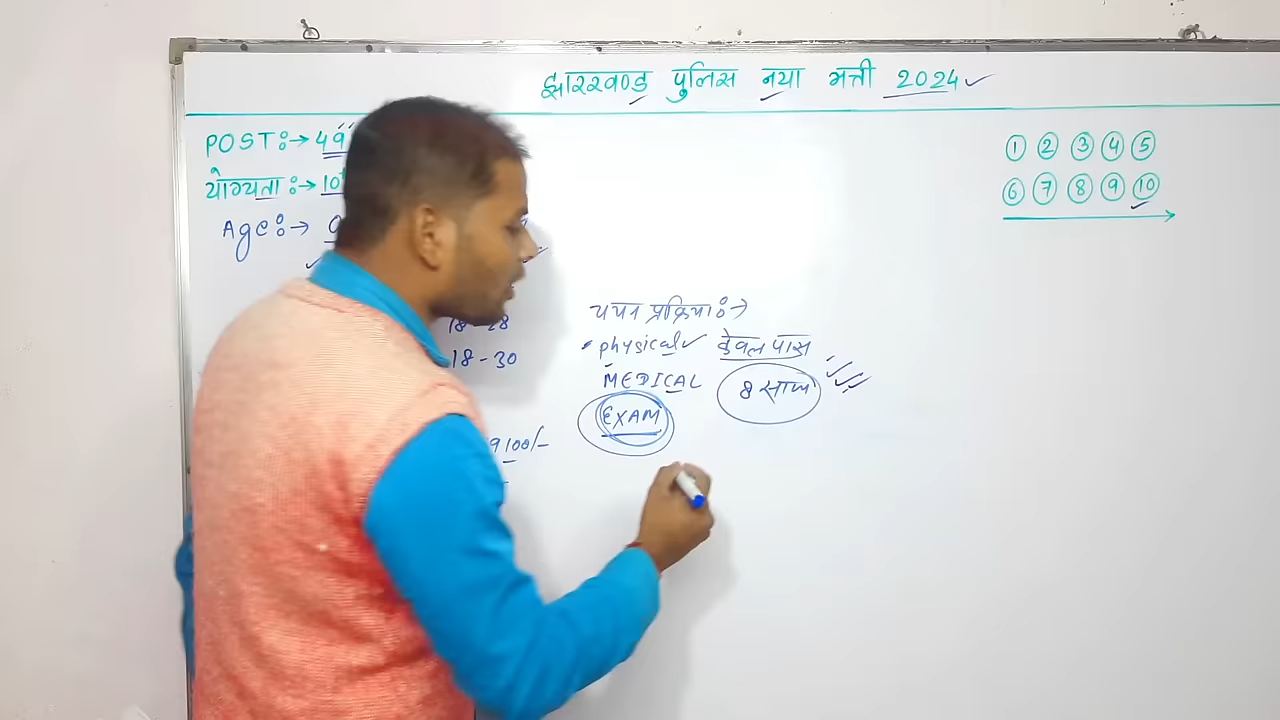 झारखण्ड पुलिस नया भर्ती 2024
POST :→ 49
योग्यता :→ 10
Age :→
18-28
18-30
9100/-
चयन प्रक्रिया :→
physical केवल पास
MEDICAL 8 साल
EXAM
1 2 3 4 5
6 7 8 9 10